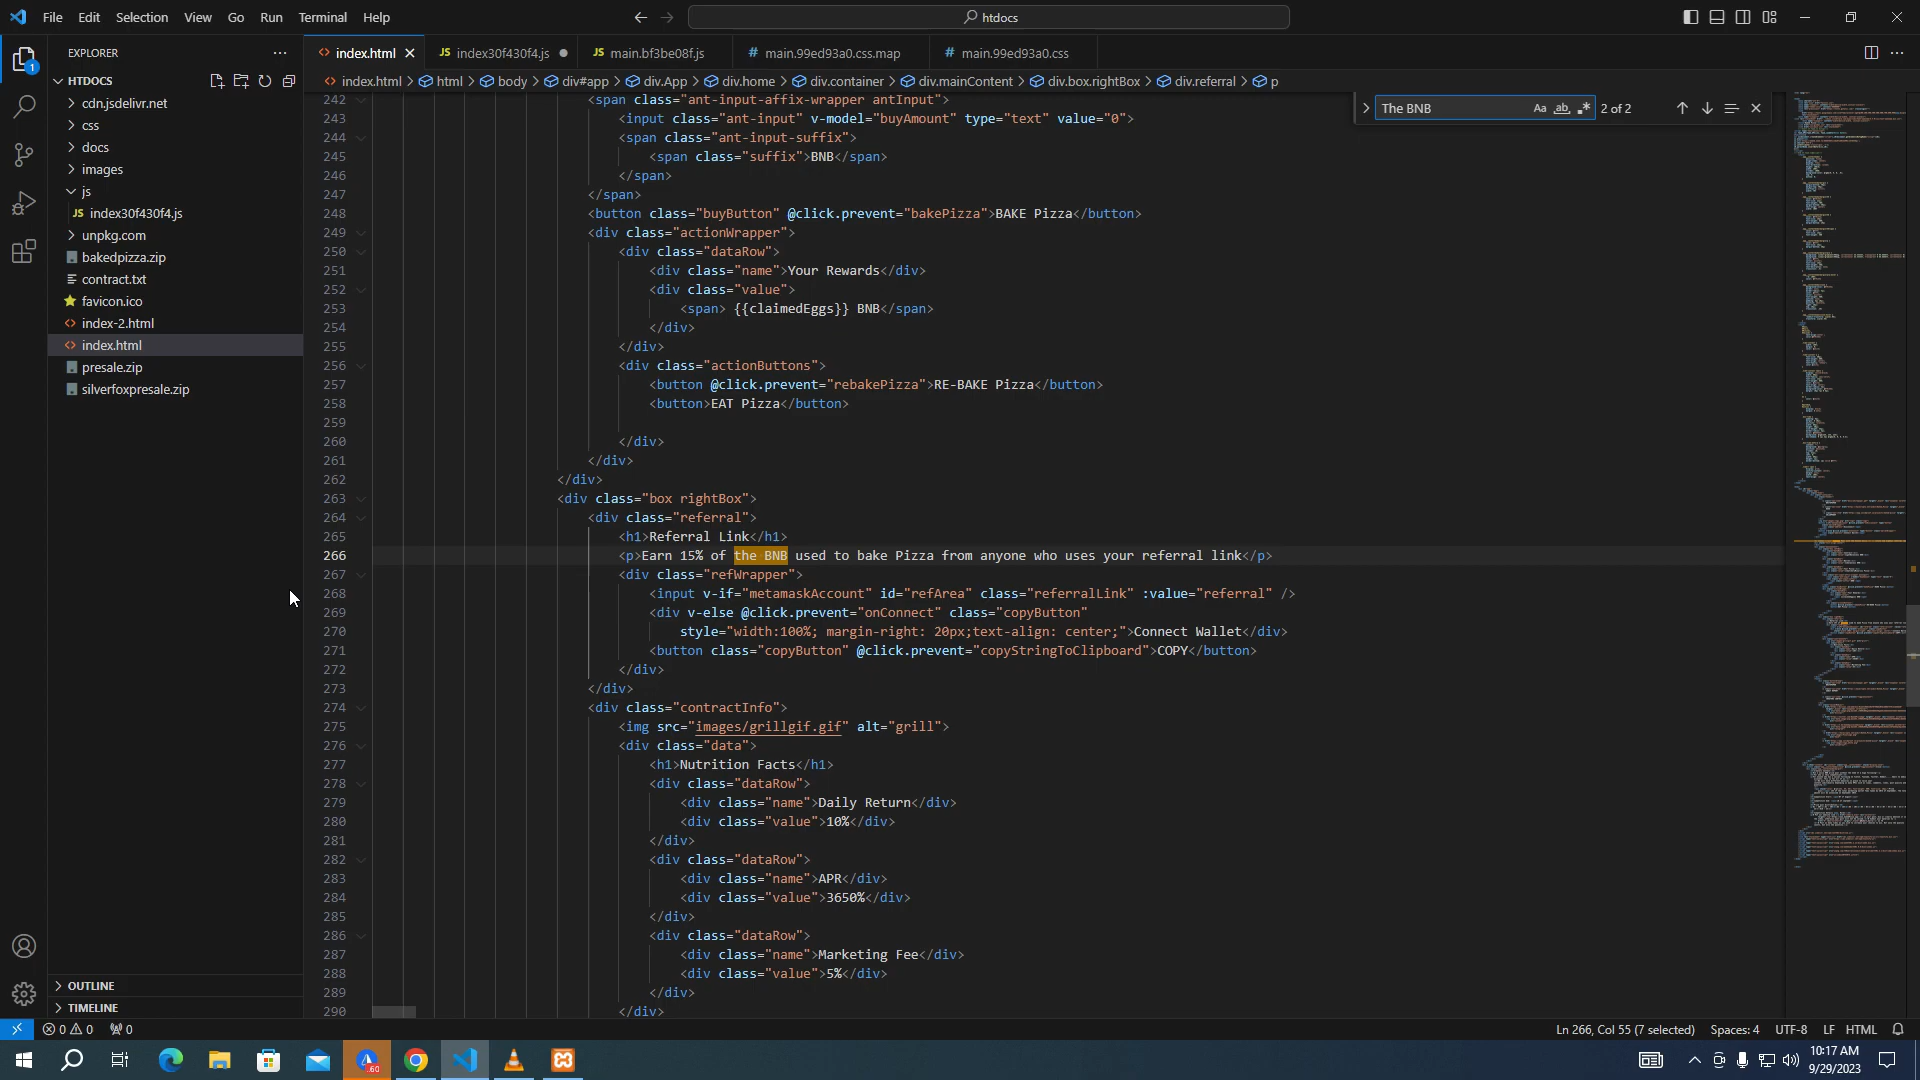 File Edit Selection View Go Run Terminal Help
htdocs
EXPLORER
index.html
JS index30f430f4.js
JS main.bf3be08f.js
# main.99ed93a0.css.map
# main.99ed93a0.css
HTDOCS
index.html > html > body > div#app > div.App > div.home > div.container > div.mainContent > div.box.rightBox > div.referral > p
The BNB
Aa ab .*
2 of 2
1
cdn.jsdelivr.net
css
docs
images
js
JS index30f430f4.js
unpkg.com
bakedpizza.zip
contract.txt
favicon.ico
index-2.html
index.html
presale.zip
silverfoxpresale.zip
OUTLINE
TIMELINE
242 <span class="ant-input-affix-wrapper antInput">
243 <input class="ant-input" v-model="buyAmount" type="text" value="0">
244 <span class="ant-input-suffix">
245 <span class="suffix">BNB</span>
246 </span>
247 </span>
248 <button class="buyButton" @click.prevent="bakePizza">BAKE Pizza</button>
249 <div class="actionWrapper">
250 <div class="dataRow">
251 <div class="name">Your Rewards</div>
252 <div class="value">
253 <span> {{claimedEggs}} BNB</span>
254 </div>
255 </div>
256 <div class="actionButtons">
257 <button @click.prevent="rebakePizza">RE-BAKE Pizza</button>
258 <button>EAT Pizza</button>
259
260 </div>
261 </div>
262 </div>
263 <div class="box rightBox">
264 <div class="referral">
265 <h1>Referral Link</h1>
266 <p>Earn 15% of the BNB used to bake Pizza from anyone who uses your referral link</p>
267 <div class="refWrapper">
268 <input v-if="metamaskAccount" id="refArea" class="referralLink" :value="referral" />
269 <div v-else @click.prevent="onConnect" class="copyButton"
270 style="width:100%; margin-right: 20px;text-align: center;">Connect Wallet</div>
271 <button class="copyButton" @click.prevent="copyStringToClipboard">COPY</button>
272 </div>
273 </div>
274 <div class="contractInfo">
275 <img src="images/grillgif.gif" alt="grill">
276 <div class="data">
277 <h1>Nutrition Facts</h1>
278 <div class="dataRow">
279 <div class="name">Daily Return</div>
280 <div class="value">10%</div>
281 </div>
282 <div class="dataRow">
283 <div class="name">APR</div>
284 <div class="value">3650%</div>
285 </div>
286 <div class="dataRow">
287 <div class="name">Marketing Fee</div>
288 <div class="value">5%</div>
289 </div>
290 </div>
0 0 0
Ln 266, Col 55 (7 selected) Spaces: 4 UTF-8 LF HTML
.60
10:17 AM
9/29/2023